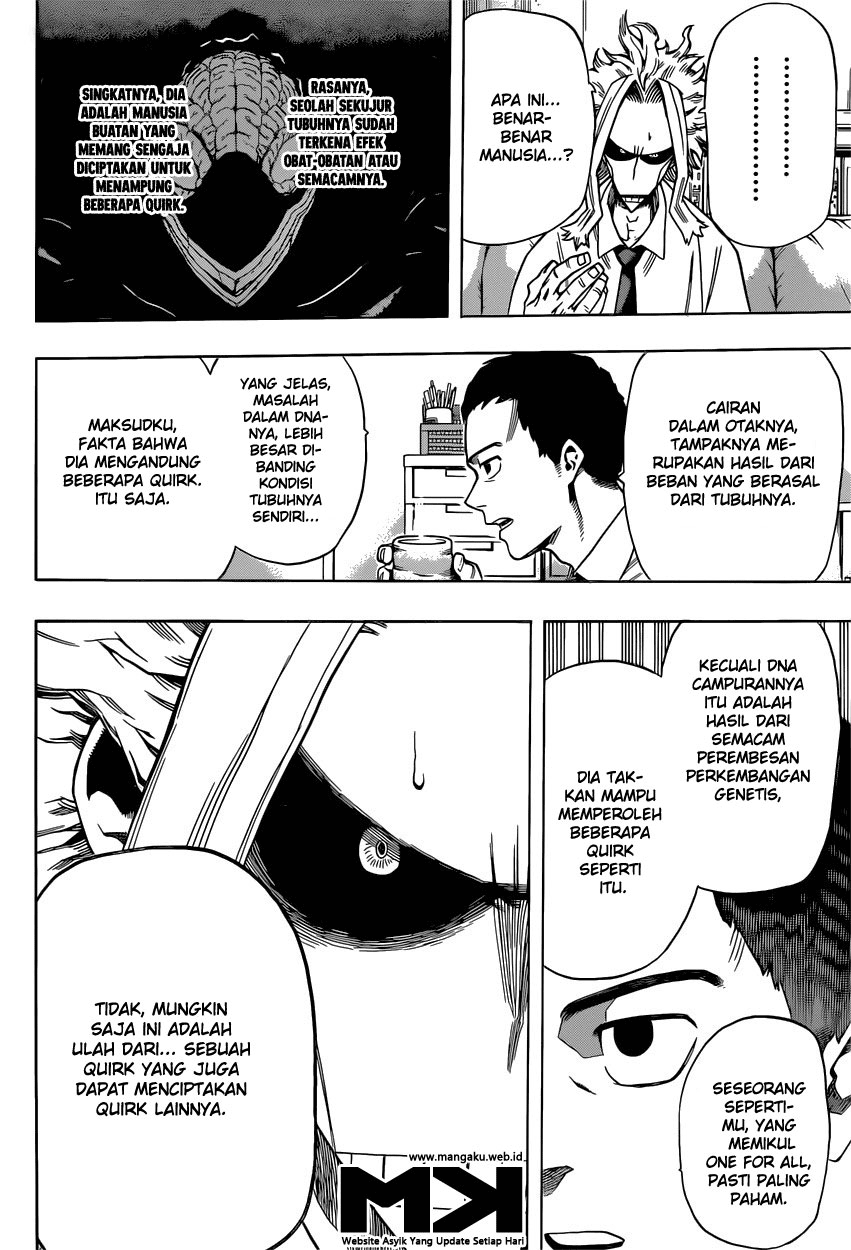 ..............
APA INI...
BENAR-
BENAR
MANUSIA...?
RASANYA,
SEOLAH SEKUJUR
TUBUHNYA SUDAH
TERKENA EFEK
OBAT-OBATAN ATAU
SEMACAMNYA.
SINGKATNYA, DIA
ADALAH MANUSIA
BUATAN YANG
MEMANG SENGAJA
DICIPTAKAN UNTUK
MENAMPUNG
BEBERAPA QUIRK.
CAIRAN
DALAM OTAKNYA,
TAMPAKNYA ME-
RUPAKAN HASIL DARI
BEBAN YANG BERASAL
DARI TUBUHNYA.
YANG JELAS,
MASALAH
DALAM DNA-
NYA, LEBIH
BESAR DI-
BANDING
KONDISI
TUBUHNYA
SENDIRI...
MAKSUDKU,
FAKTA BAHWA
DIA MENGANDUNG
BEBERAPA QUIRK.
ITU SAJA.
KECUALI DNA
CAMPURANNYA
ITU ADALAH
HASIL DARI
SEMACAM
PEREMBESAN
PERKEMBANGAN
GENETIS,
DIA TAK-
KAN MAMPU
MEMPEROLEH
BEBERAPA
QUIRK
SEPERTI
ITU.
SESEORANG
SEPERTI-
MU, YANG
MEMIKUL
ONE FOR ALL,
PASTI PALING
PAHAM.
TIDAK, MUNGKIN
SAJA INI ADALAH
ULAH DARI... SEBUAH
QUIRK YANG JUGA
DAPAT MENCIPTAKAN
QUIRK LAINNYA.
www.mangaku.web.id
MK
Website Asyik Yang Update Setiap Hari